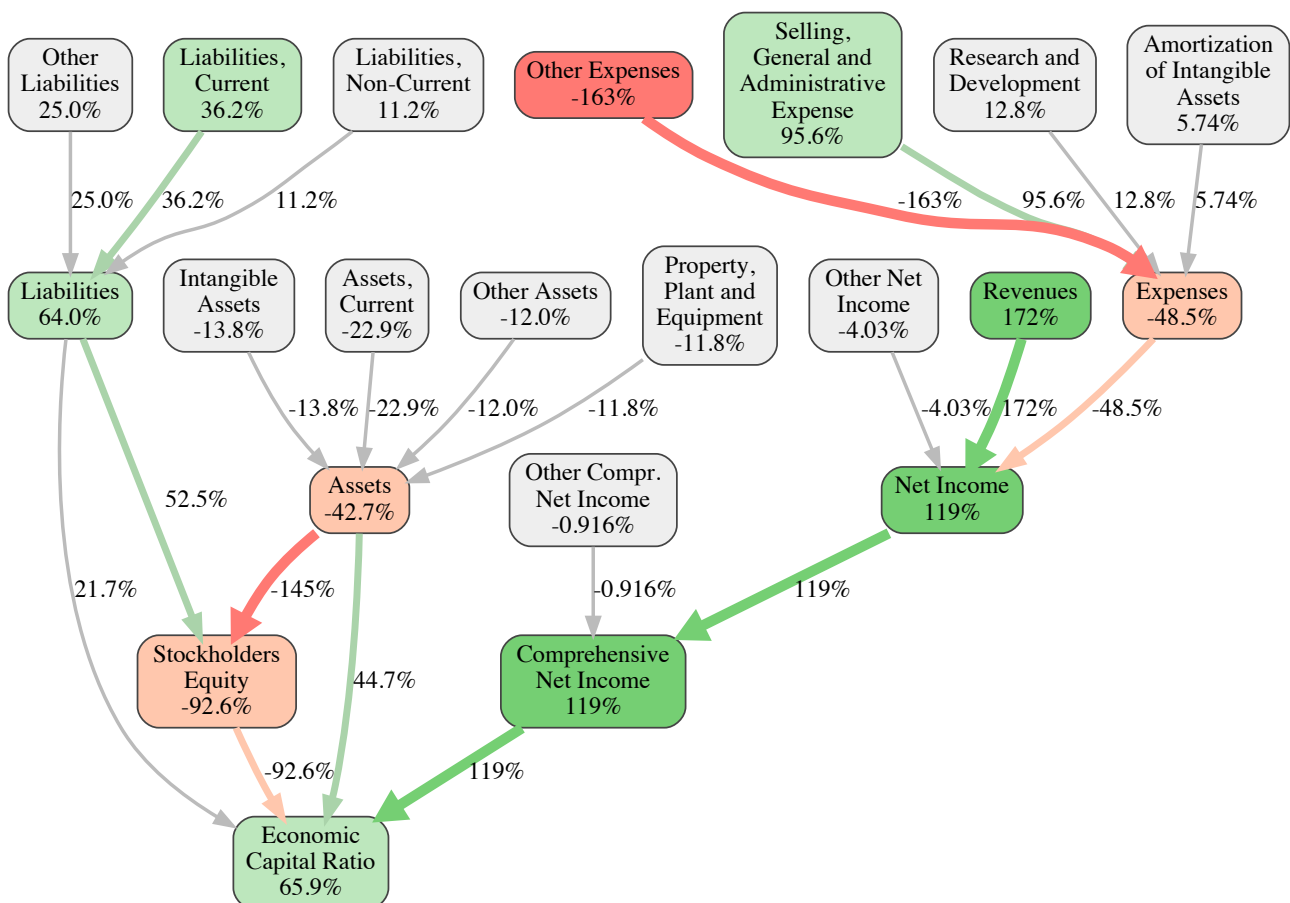 Other
Liabilities
25.0%
Liabilities,
Current
36.2%
Liabilities,
Non-Current
11.2%
Other Expenses
-163%
Selling,
General and
Administrative
Expense
95.6%
Research and
Development
12.8%
Amortization
of Intangible
Assets
5.74%
25.0%
36.2%
11.2%
-163%
95.6%
12.8%
5.74%
Liabilities
64.0%
Intangible
Assets
-13.8%
Assets,
Current
-22.9%
Other Assets
-12.0%
Property,
Plant and
Equipment
-11.8%
Other Net
Income
-4.03%
Revenues
172%
Expenses
-48.5%
-13.8%
-22.9%
-12.0%
-11.8%
-4.03%
172%
-48.5%
52.5%
Assets
-42.7%
Other Compr.
Net Income
-0.916%
Net Income
119%
21.7%
-145%
-0.916%
119%
Stockholders
Equity
-92.6%
44.7%
Comprehensive
Net Income
119%
-92.6%
119%
Economic
Capital Ratio
65.9%